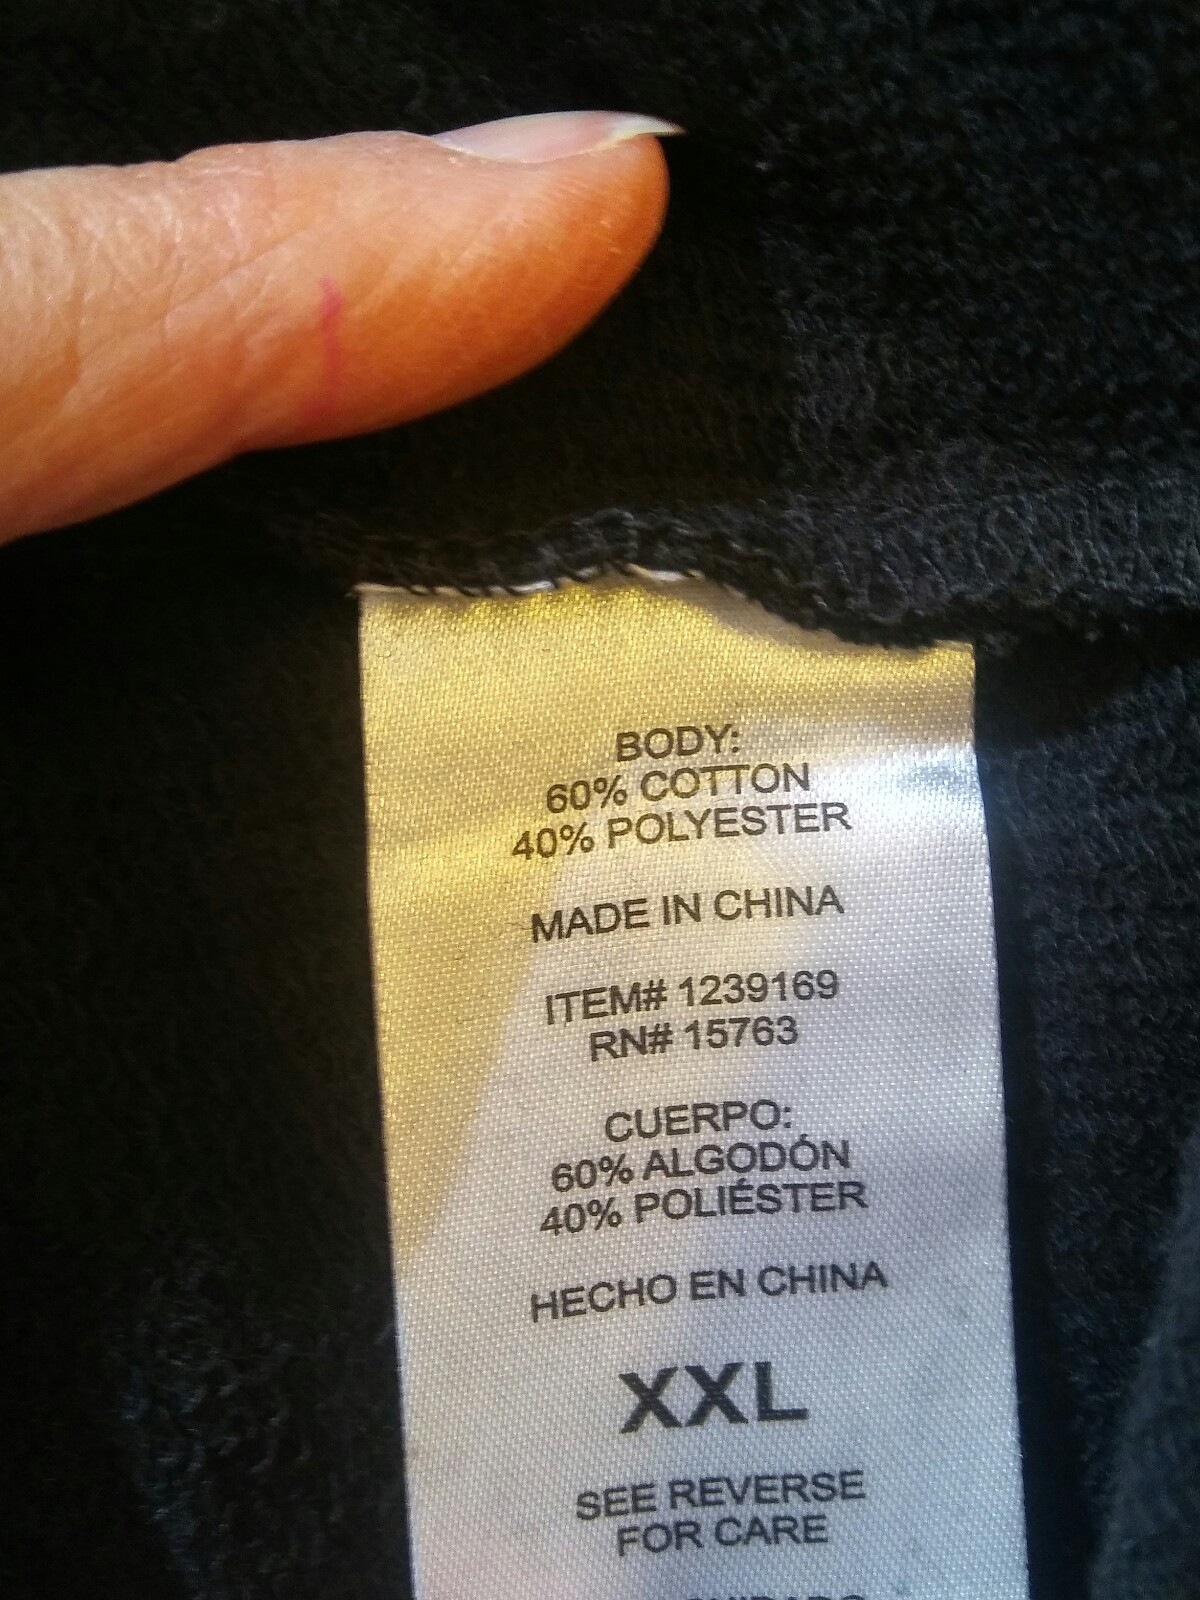 BODY:
60% COTTON
40% POLYESTER
MADE IN CHINA
ITEM# 1239169
RN# 15763
CUERPO:
60% ALGODÓN
40% POLIÉSTER
HECHO EN CHINA
XXL
SEE REVERSE
FOR CARE